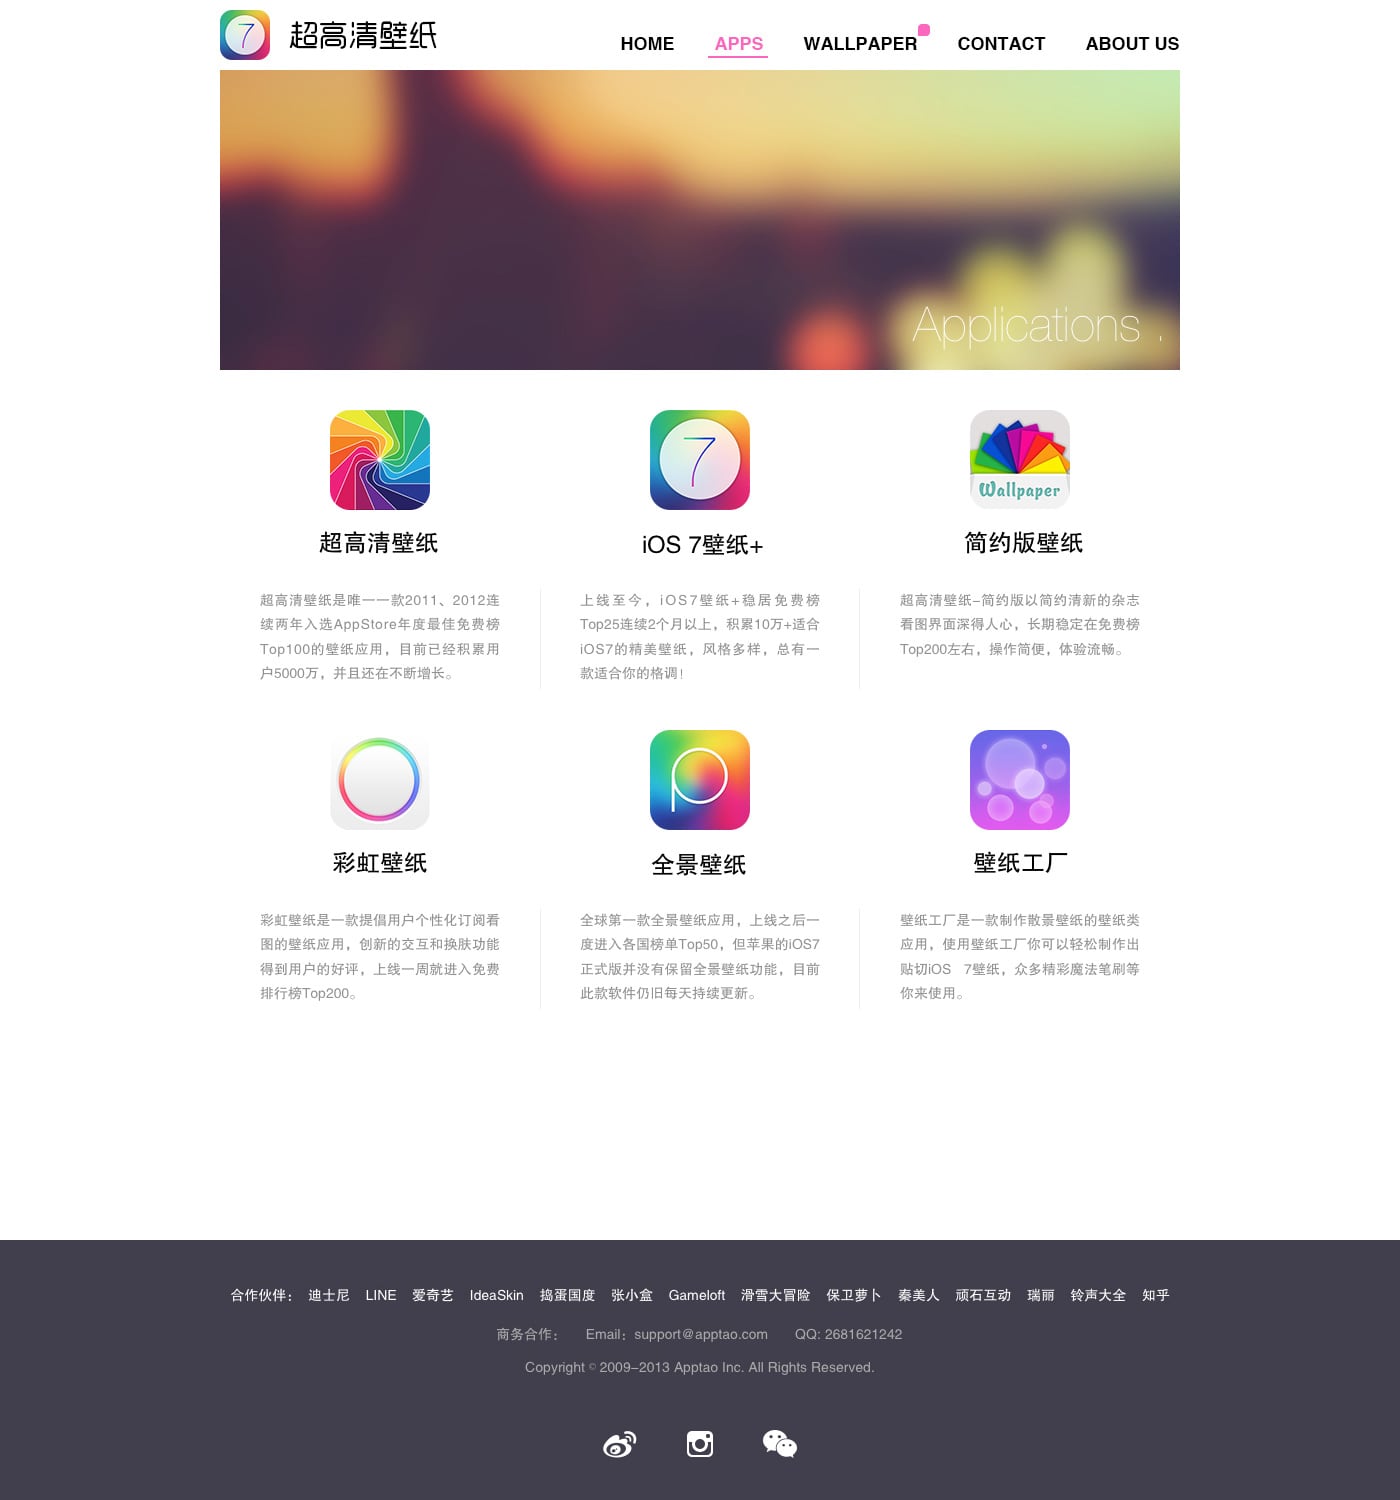 7 超高清壁纸
HOME APPS WALLPAPER CONTACT ABOUT US
Applications .
7
Wallpaper
超高清壁纸
iOS 7壁纸+
简约版壁纸
超高清壁纸是唯一一款2011、2012连
续两年入选AppStore年度最佳免费榜
Top100的壁纸应用，目前已经积累用
户5000万，并且还在不断增长。
上线至今，iOS7壁纸+稳居免费榜
Top25连续2个月以上，积累10万+适合
iOS7的精美壁纸，风格多样，总有一
款适合你的格调！
超高清壁纸-简约版以简约清新的杂志
看图界面深得人心，长期稳定在免费榜
Top200左右，操作简便，体验流畅。
P
彩虹壁纸
全景壁纸
壁纸工厂
彩虹壁纸是一款提倡用户个性化订阅看
图的壁纸应用，创新的交互和换肤功能
得到用户的好评，上线一周就进入免费
排行榜Top200。
全球第一款全景壁纸应用，上线之后一
度进入各国榜单Top50，但苹果的iOS7
正式版并没有保留全景壁纸功能，目前
此款软件仍旧每天持续更新。
壁纸工厂是一款制作散景壁纸的壁纸类
应用，使用壁纸工厂你可以轻松制作出
贴切iOS 7壁纸，众多精彩魔法笔刷等
你来使用。
合作伙伴： 迪士尼 LINE 爱奇艺 IdeaSkin 捣蛋国度 张小盒 Gameloft 滑雪大冒险 保卫萝卜 秦美人 顽石互动 瑞丽 铃声大全 知乎
商务合作： Email：support@apptao.com QQ: 2681621242
Copyright © 2009-2013 Apptao Inc. All Rights Reserved.